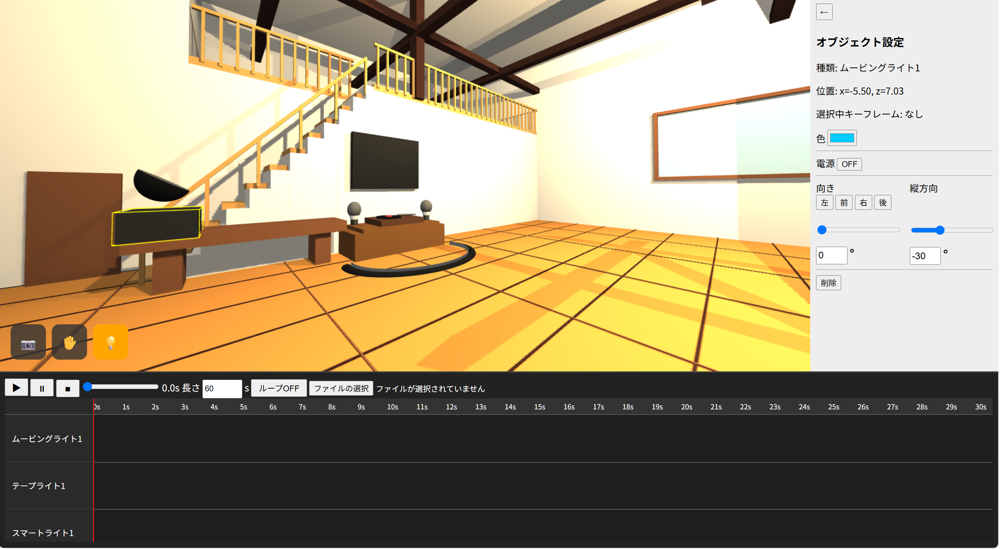 ←
オブジェクト設定
種類: ムービングライト1
位置: x=-5.50, z=7.03
選択中キーフレーム: なし
色
電源 OFF
向き 縦方向
左 前 右 後
0 ° -30 °
削除
0.0s 長さ 60 s ループOFF ファイルの選択 ファイルが選択されていません
0s 1s 2s 3s 4s 5s 6s 7s 8s 9s 10s 11s 12s 13s 14s 15s 16s 17s 18s 19s 20s 21s 22s 23s 24s 25s 26s 27s 28s 29s 30s
ムービングライト1
テープライト1
スマートライト1